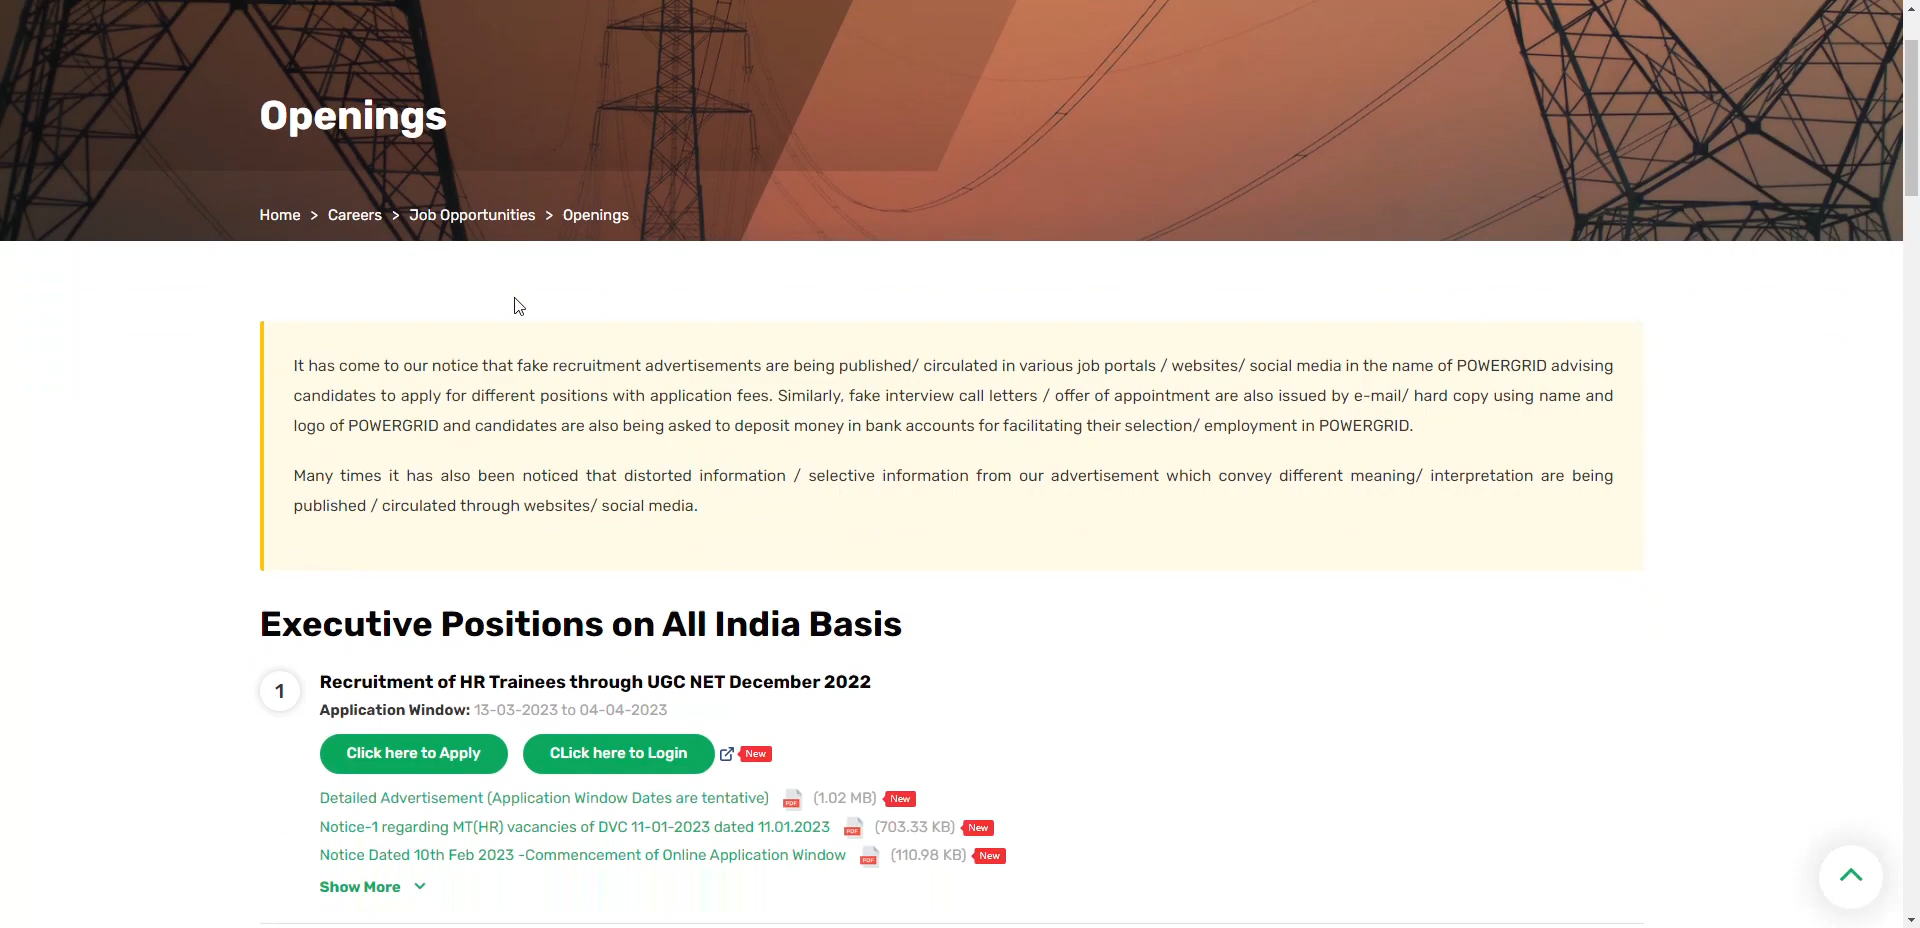 Openings
Home > Careers > Job Opportunities > Openings
It has come to our notice that fake recruitment advertisements are being published/ circulated in various job portals / websites/ social media in the name of POWERGRID advising
candidates to apply for different positions with application fees. Similarly, fake interview call letters / offer of appointment are also issued by e-mail/ hard copy using name and
logo of POWERGRID and candidates are also being asked to deposit money in bank accounts for facilitating their selection/ employment in POWERGRID.
Many times it has also been noticed that distorted information / selective information from our advertisement which convey different meaning/ interpretation are being
published / circulated through websites/ social media.
Executive Positions on All India Basis
1 Recruitment of HR Trainees through UGC NET December 2022
Application Window: 13-03-2023 to 04-04-2023
Click here to Apply CLick here to Login New
Detailed Advertisement (Application Window Dates are tentative) PDF (1.02 MB) New
Notice-1 regarding MT(HR) vacancies of DVC 11-01-2023 dated 11.01.2023 PDF (703.33 KB) New
Notice Dated 10th Feb 2023 -Commencement of Online Application Window PDF (110.98 KB) New
Show More